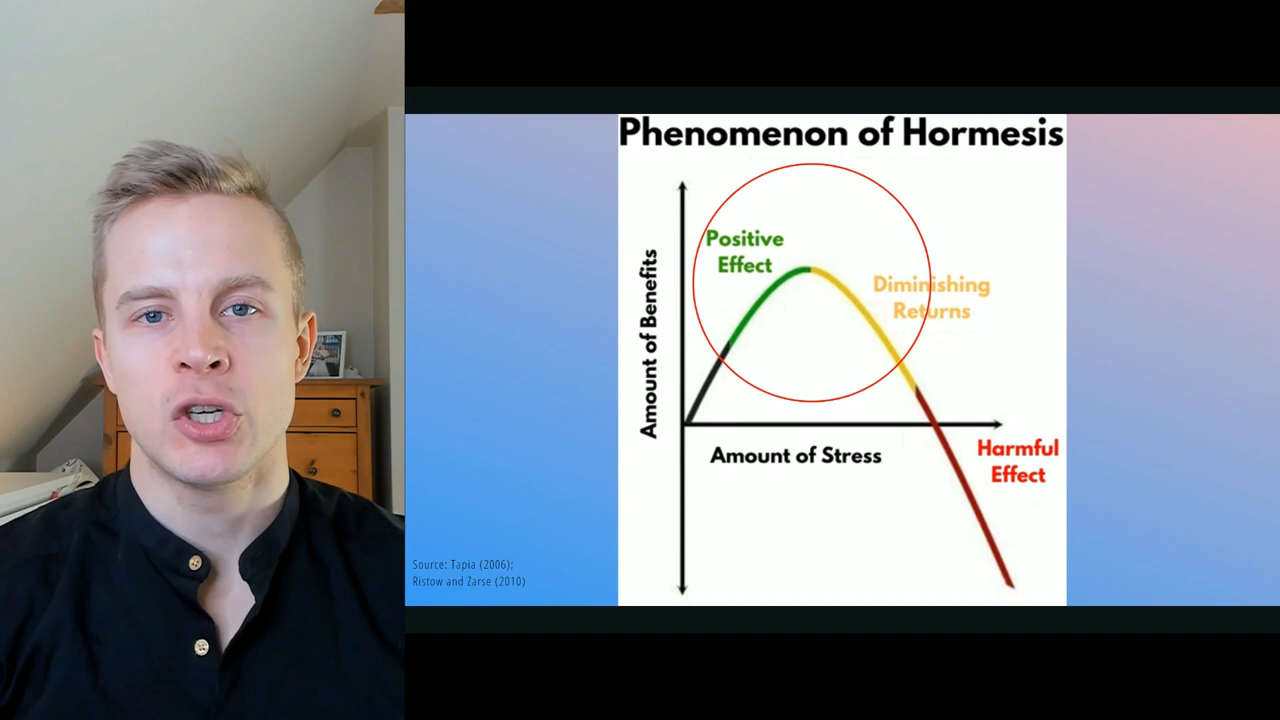 Phenomenon of Hormesis
Positive
Effect
Diminishing
Returns
Amount of Benefits
Amount of Stress
Harmful
Effect
Source: Tapia (2006);
Ristow and Zarse (2010)